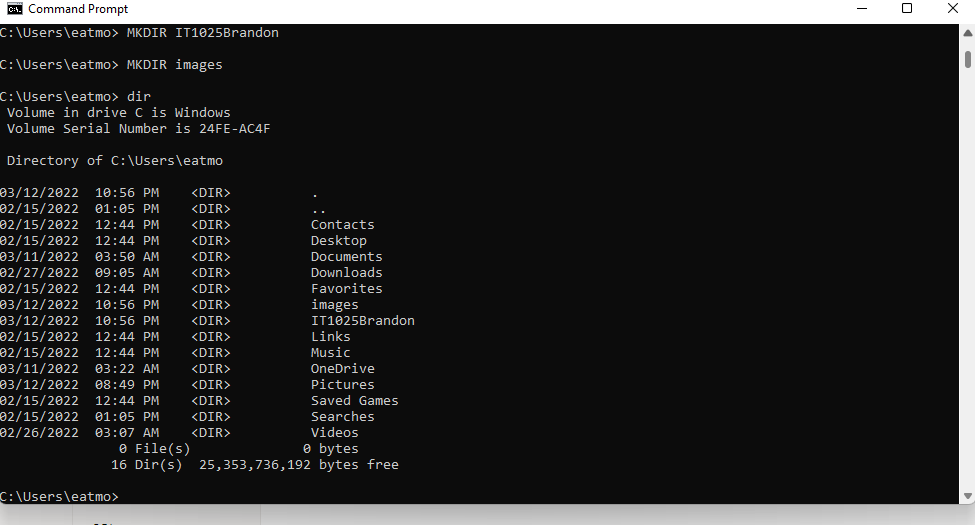 Command Prompt
C:\Users\eatmo> MKDIR IT1025Brandon
C:\Users\eatmo> MKDIR images
C:\Users\eatmo> dir
 Volume in drive C is Windows
 Volume Serial Number is 24FE-AC4F
 Directory of C:\Users\eatmo
03/12/2022  10:56 PM    <DIR>          .
02/15/2022  01:05 PM    <DIR>          ..
02/15/2022  12:44 PM    <DIR>          Contacts
02/15/2022  12:44 PM    <DIR>          Desktop
03/11/2022  03:50 AM    <DIR>          Documents
02/27/2022  09:05 AM    <DIR>          Downloads
02/15/2022  12:44 PM    <DIR>          Favorites
03/12/2022  10:56 PM    <DIR>          images
03/12/2022  10:56 PM    <DIR>          IT1025Brandon
02/15/2022  12:44 PM    <DIR>          Links
02/15/2022  12:44 PM    <DIR>          Music
03/11/2022  03:22 AM    <DIR>          OneDrive
03/12/2022  08:49 PM    <DIR>          Pictures
02/15/2022  12:44 PM    <DIR>          Saved Games
02/15/2022  01:05 PM    <DIR>          Searches
02/26/2022  03:07 AM    <DIR>          Videos
               0 File(s)              0 bytes
              16 Dir(s)  25,353,736,192 bytes free
C:\Users\eatmo>